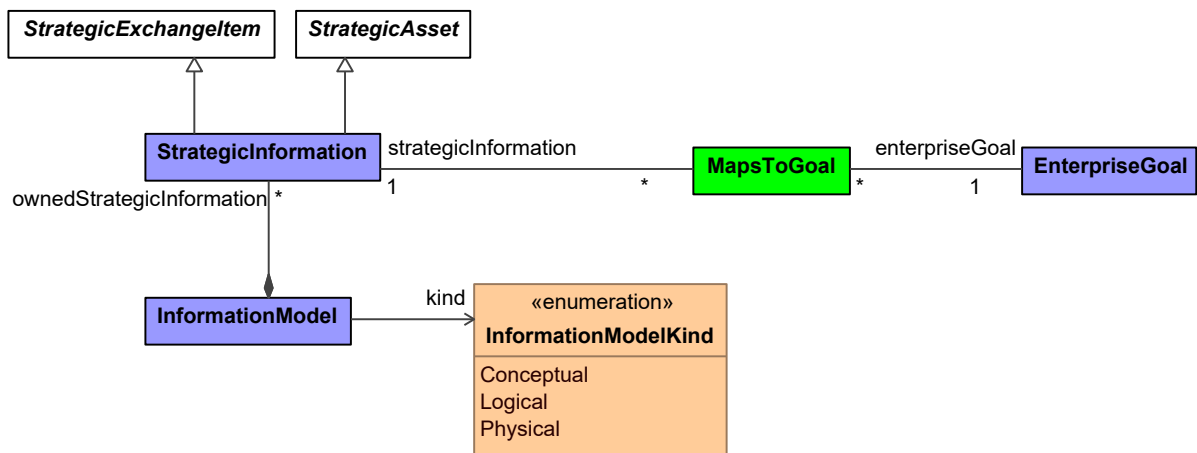 StrategicExchangeItem
StrategicAsset
StrategicInformation
strategicInformation
1
*
MapsToGoal
enterpriseGoal
*
1
EnterpriseGoal
ownedStrategicInformation *
InformationModel
kind
«enumeration»
InformationModelKind
Conceptual
Logical
Physical